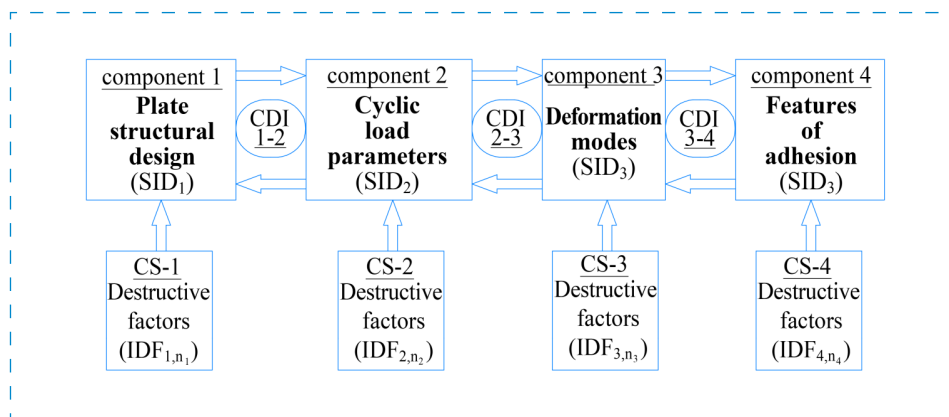 component 1
Plate
structural
design
(SID₁)
CDI
1-2
component 2
Cyclic
load
parameters
(SID₂)
CDI
2-3
component 3
Deformation
modes
(SID₃)
CDI
3-4
component 4
Features
of
adhesion
(SID₃)
CS-1
Destructive
factors
(IDF₁,ₙ₁)
CS-2
Destructive
factors
(IDF₂,ₙ₂)
CS-3
Destructive
factors
(IDF₃,ₙ₃)
CS-4
Destructive
factors
(IDF₄,ₙ₄)